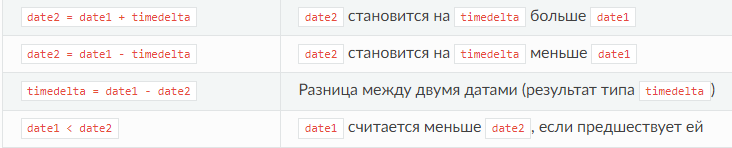 date2 = date1 + timedelta date2 становится на timedelta больше date1
date2 = date1 - timedelta date2 становится на timedelta меньше date1
timedelta = date1 - date2 Разница между двумя датами (результат типа timedelta )
date1 < date2 date1 считается меньше date2 , если предшествует ей